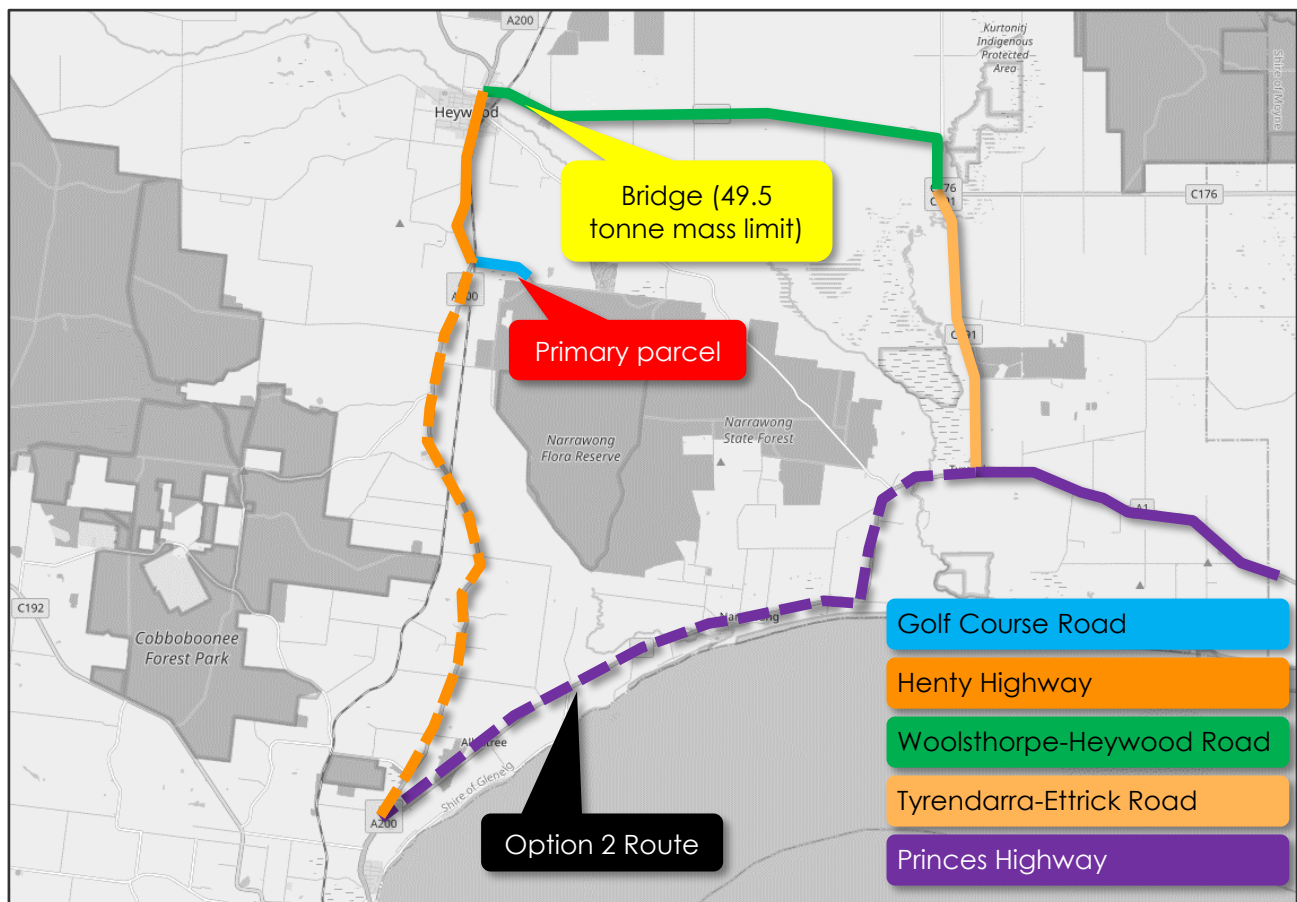 A200
Kurtonitj
Indigenous
Protected
Area
Shire of Moyne
Heywood
Bridge (49.5
tonne mass limit)
C176
C176
A200
Primary parcel
Narrawong
State Forest
Narrawong
Flora Reserve
A1
C192
Cobboboonee
Forest Park
Shire of Glenelg
A200
Option 2 Route
Golf Course Road
Henty Highway
Woolsthorpe-Heywood Road
Tyrendarra-Ettrick Road
Princes Highway